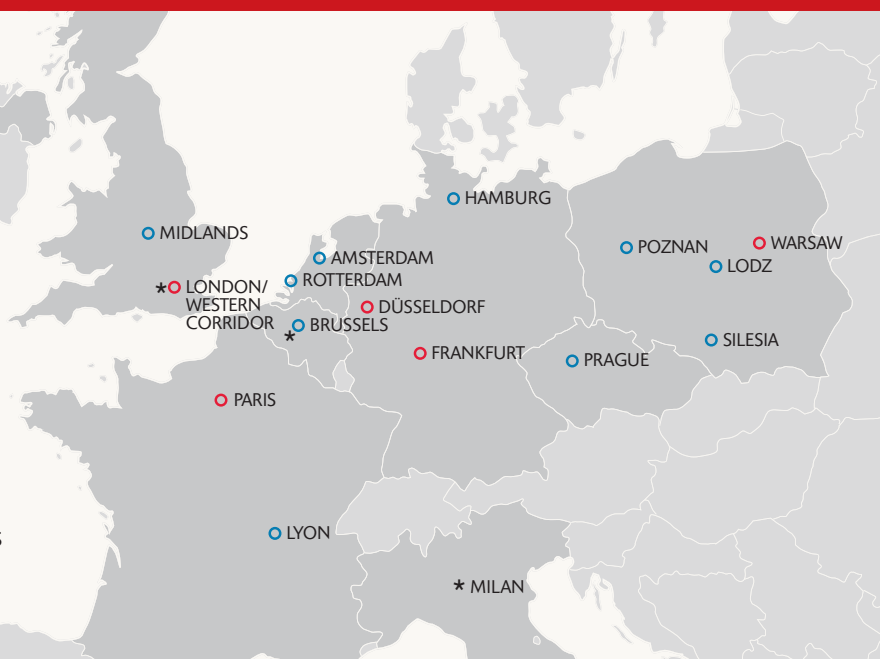 HAMBURG
MIDLANDS
POZNAN
WARSAW
AMSTERDAM
LODZ
ROTTERDAM
* LONDON/
WESTERN
CORRIDOR
DÜSSELDORF
BRUSSELS
*
SILESIA
FRANKFURT
PRAGUE
PARIS
LYON
* MILAN